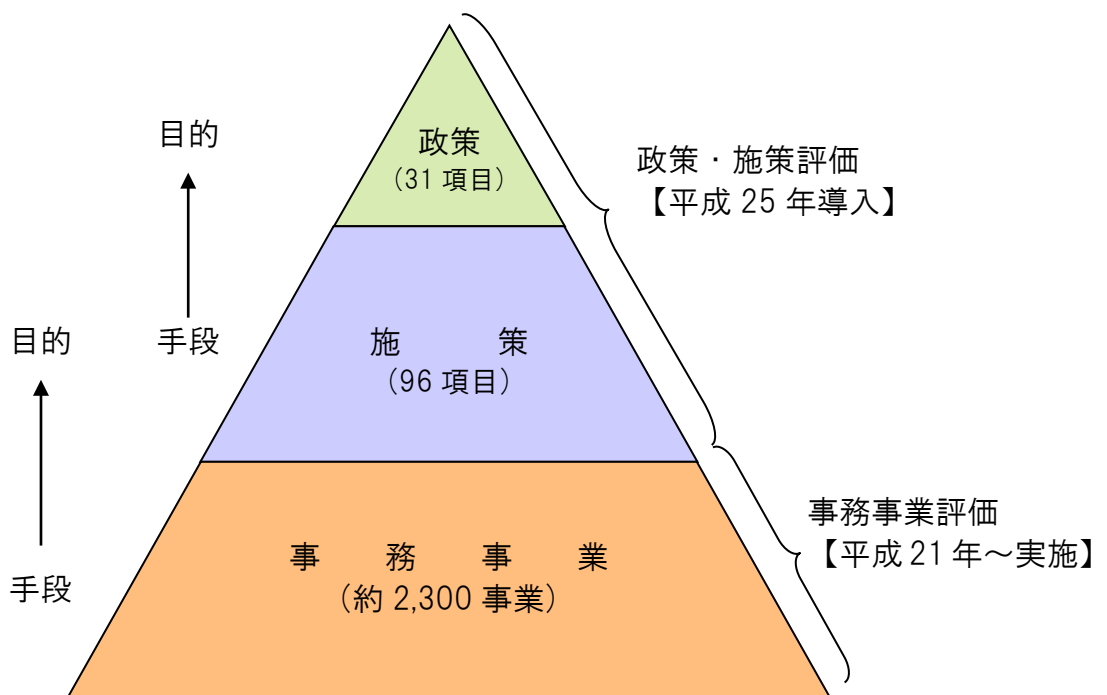 政策
（31 項目）
目的
手段
政策・施策評価
【平成 25 年導入】
施　　策
（96 項目）
目的
手段
事　務　事　業
（約 2,300 事業）
事務事業評価
【平成 21 年～実施】